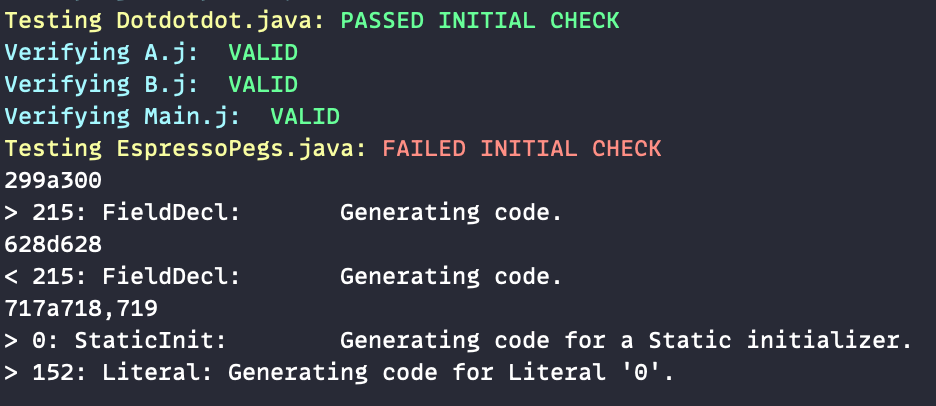 Testing Dotdotdot.java: PASSED INITIAL CHECK
Verifying A.j:  VALID
Verifying B.j:  VALID
Verifying Main.j:  VALID
Testing EspressoPegs.java: FAILED INITIAL CHECK
299a300
> 215: FieldDecl:       Generating code.
628d628
< 215: FieldDecl:       Generating code.
717a718,719
> 0: StaticInit:        Generating code for a Static initializer.
> 152: Literal: Generating code for Literal '0'.